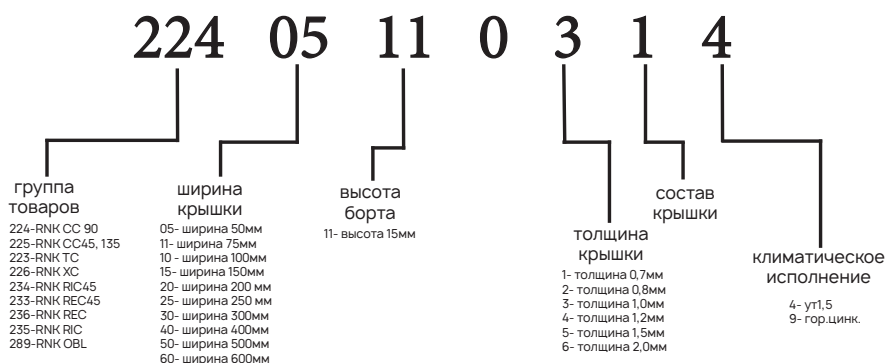 224 05 11 0 3 1 4
группа
товаров
224-RNK CC 90
225-RNK CC45, 135
223-RNK TC
226-RNK XC
234-RNK RIC45
233-RNK REC45
236-RNK REC
235-RNK RIC
289-RNK OBL
ширина
крышки
05- ширина 50мм
11- ширина 75мм
10 - ширина 100мм
15- ширина 150мм
20- ширина 200 мм
25- ширина 250 мм
30- ширина 300мм
40- ширина 400мм
50- ширина 500мм
60- ширина 600мм
высота
борта
11- высота 15мм
толщина
крышки
1- толщина 0,7мм
2- толщина 0,8мм
3- толщина 1,0мм
4- толщина 1,2мм
5- толщина 1,5мм
6- толщина 2,0мм
состав
крышки
климатическое
исполнение
4- ут1,5
9- гор.цинк.